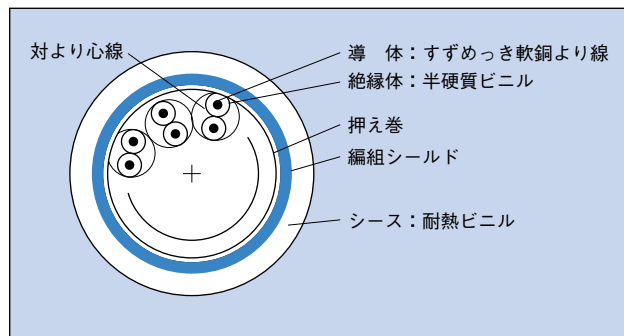 対より心線
導　体：すずめっき軟銅より線
絶縁体：半硬質ビニル
押え巻
編組シールド
シース：耐熱ビニル